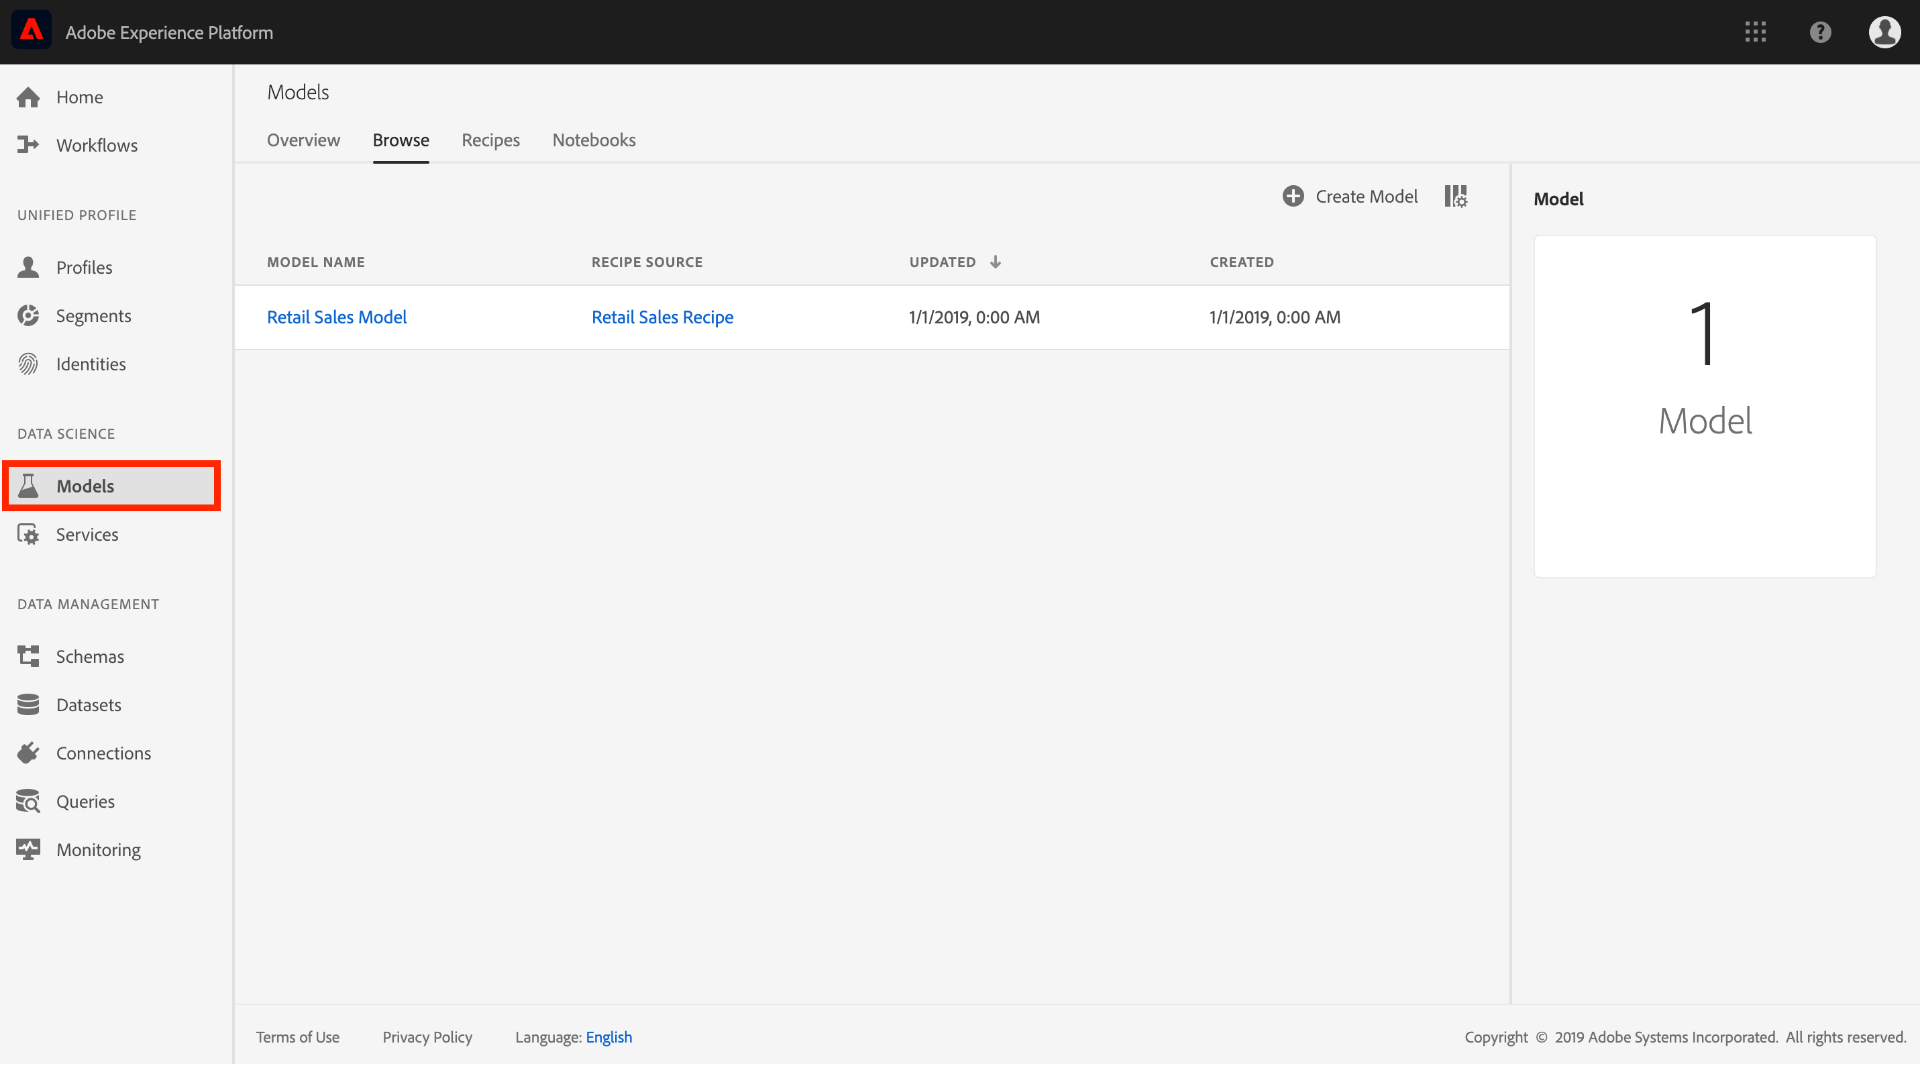 Adobe Experience Platform
Home
Workflows
UNIFIED PROFILE
Profiles
Segments
Identities
DATA SCIENCE
Models
Services
DATA MANAGEMENT
Schemas
Datasets
Connections
Queries
Monitoring
Models
Overview Browse Recipes Notebooks
Create Model
MODEL NAME RECIPE SOURCE UPDATED CREATED
Retail Sales Model Retail Sales Recipe 1/1/2019, 0:00 AM 1/1/2019, 0:00 AM
Model
1
Model
Terms of Use Privacy Policy Language: English Copyright © 2019 Adobe Systems Incorporated. All rights reserved.